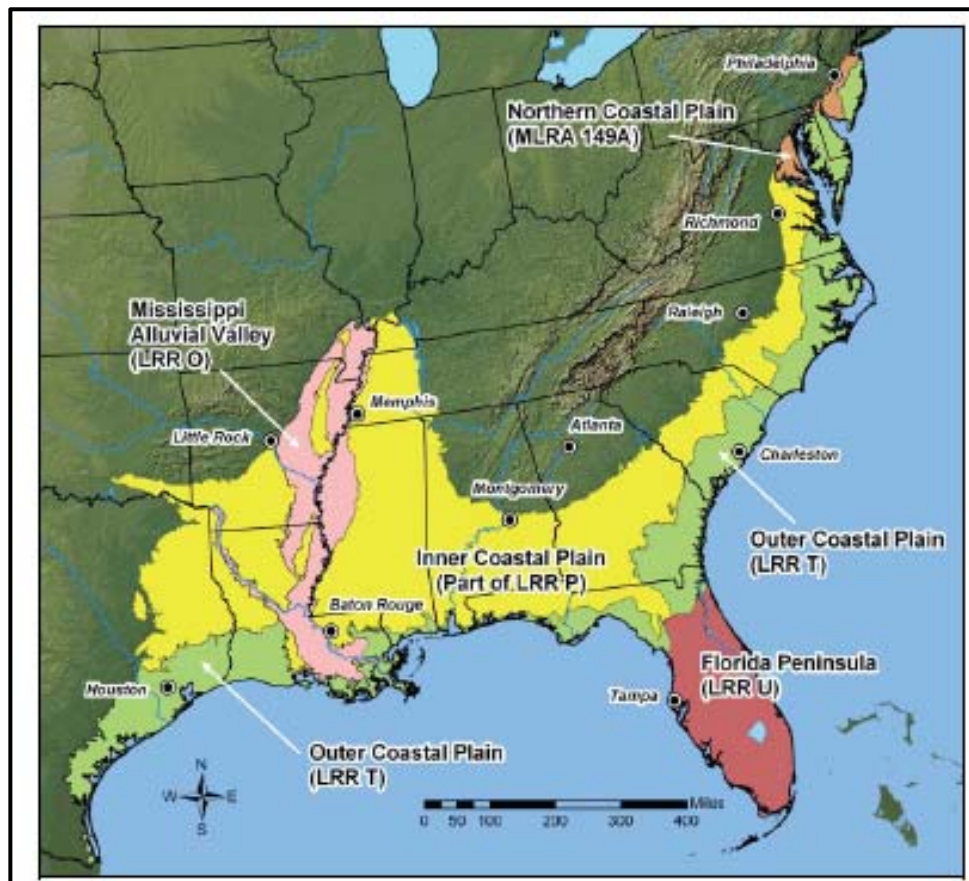 Philadelphia
Northern Coastal Plain
(MLRA 149A)
Richmond
Mississippi
Alluvial Valley
(LRR O)
Raleigh
Memphis
Little Rock
Atlanta
Charleston
Montgomery
Inner Coastal Plain
(Part of LRR P)
Outer Coastal Plain
(LRR T)
Baton Rouge
Florida Peninsula
(LRR U)
Houston
Tampa
Outer Coastal Plain
(LRR T)
N
W E
S
Miles
0 50 100 200 300 400